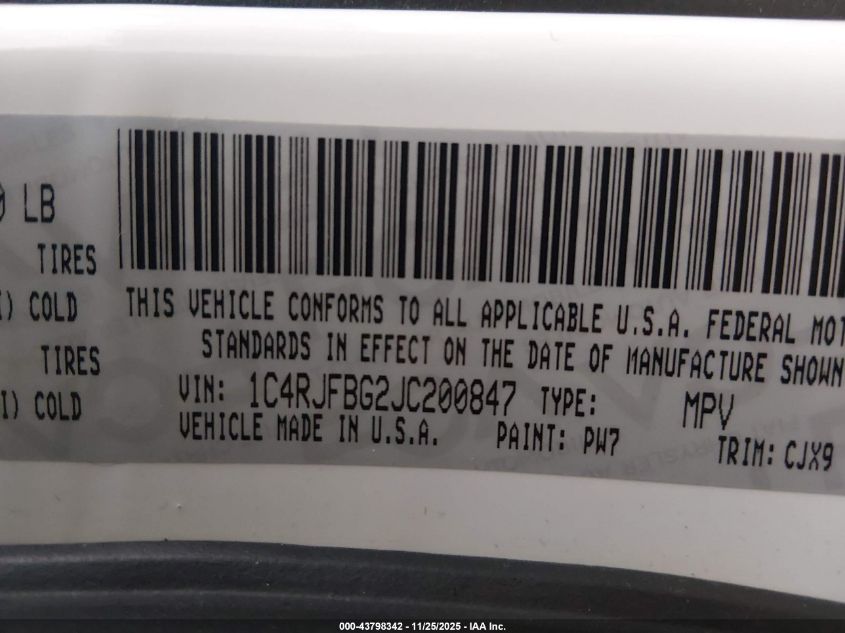 LB
TIRES
COLD
TIRES
COLD
THIS VEHICLE CONFORMS TO ALL APPLICABLE U.S.A. FEDERAL MOT
STANDARDS IN EFFECT ON THE DATE OF MANUFACTURE SHOWN
VIN: 1C4RJFBG2JC200847 TYPE: MPV
VEHICLE MADE IN U.S.A. PAINT: PW7 TRIM: CJX9
000-43798342 - 11/25/2025 - IAA Inc.